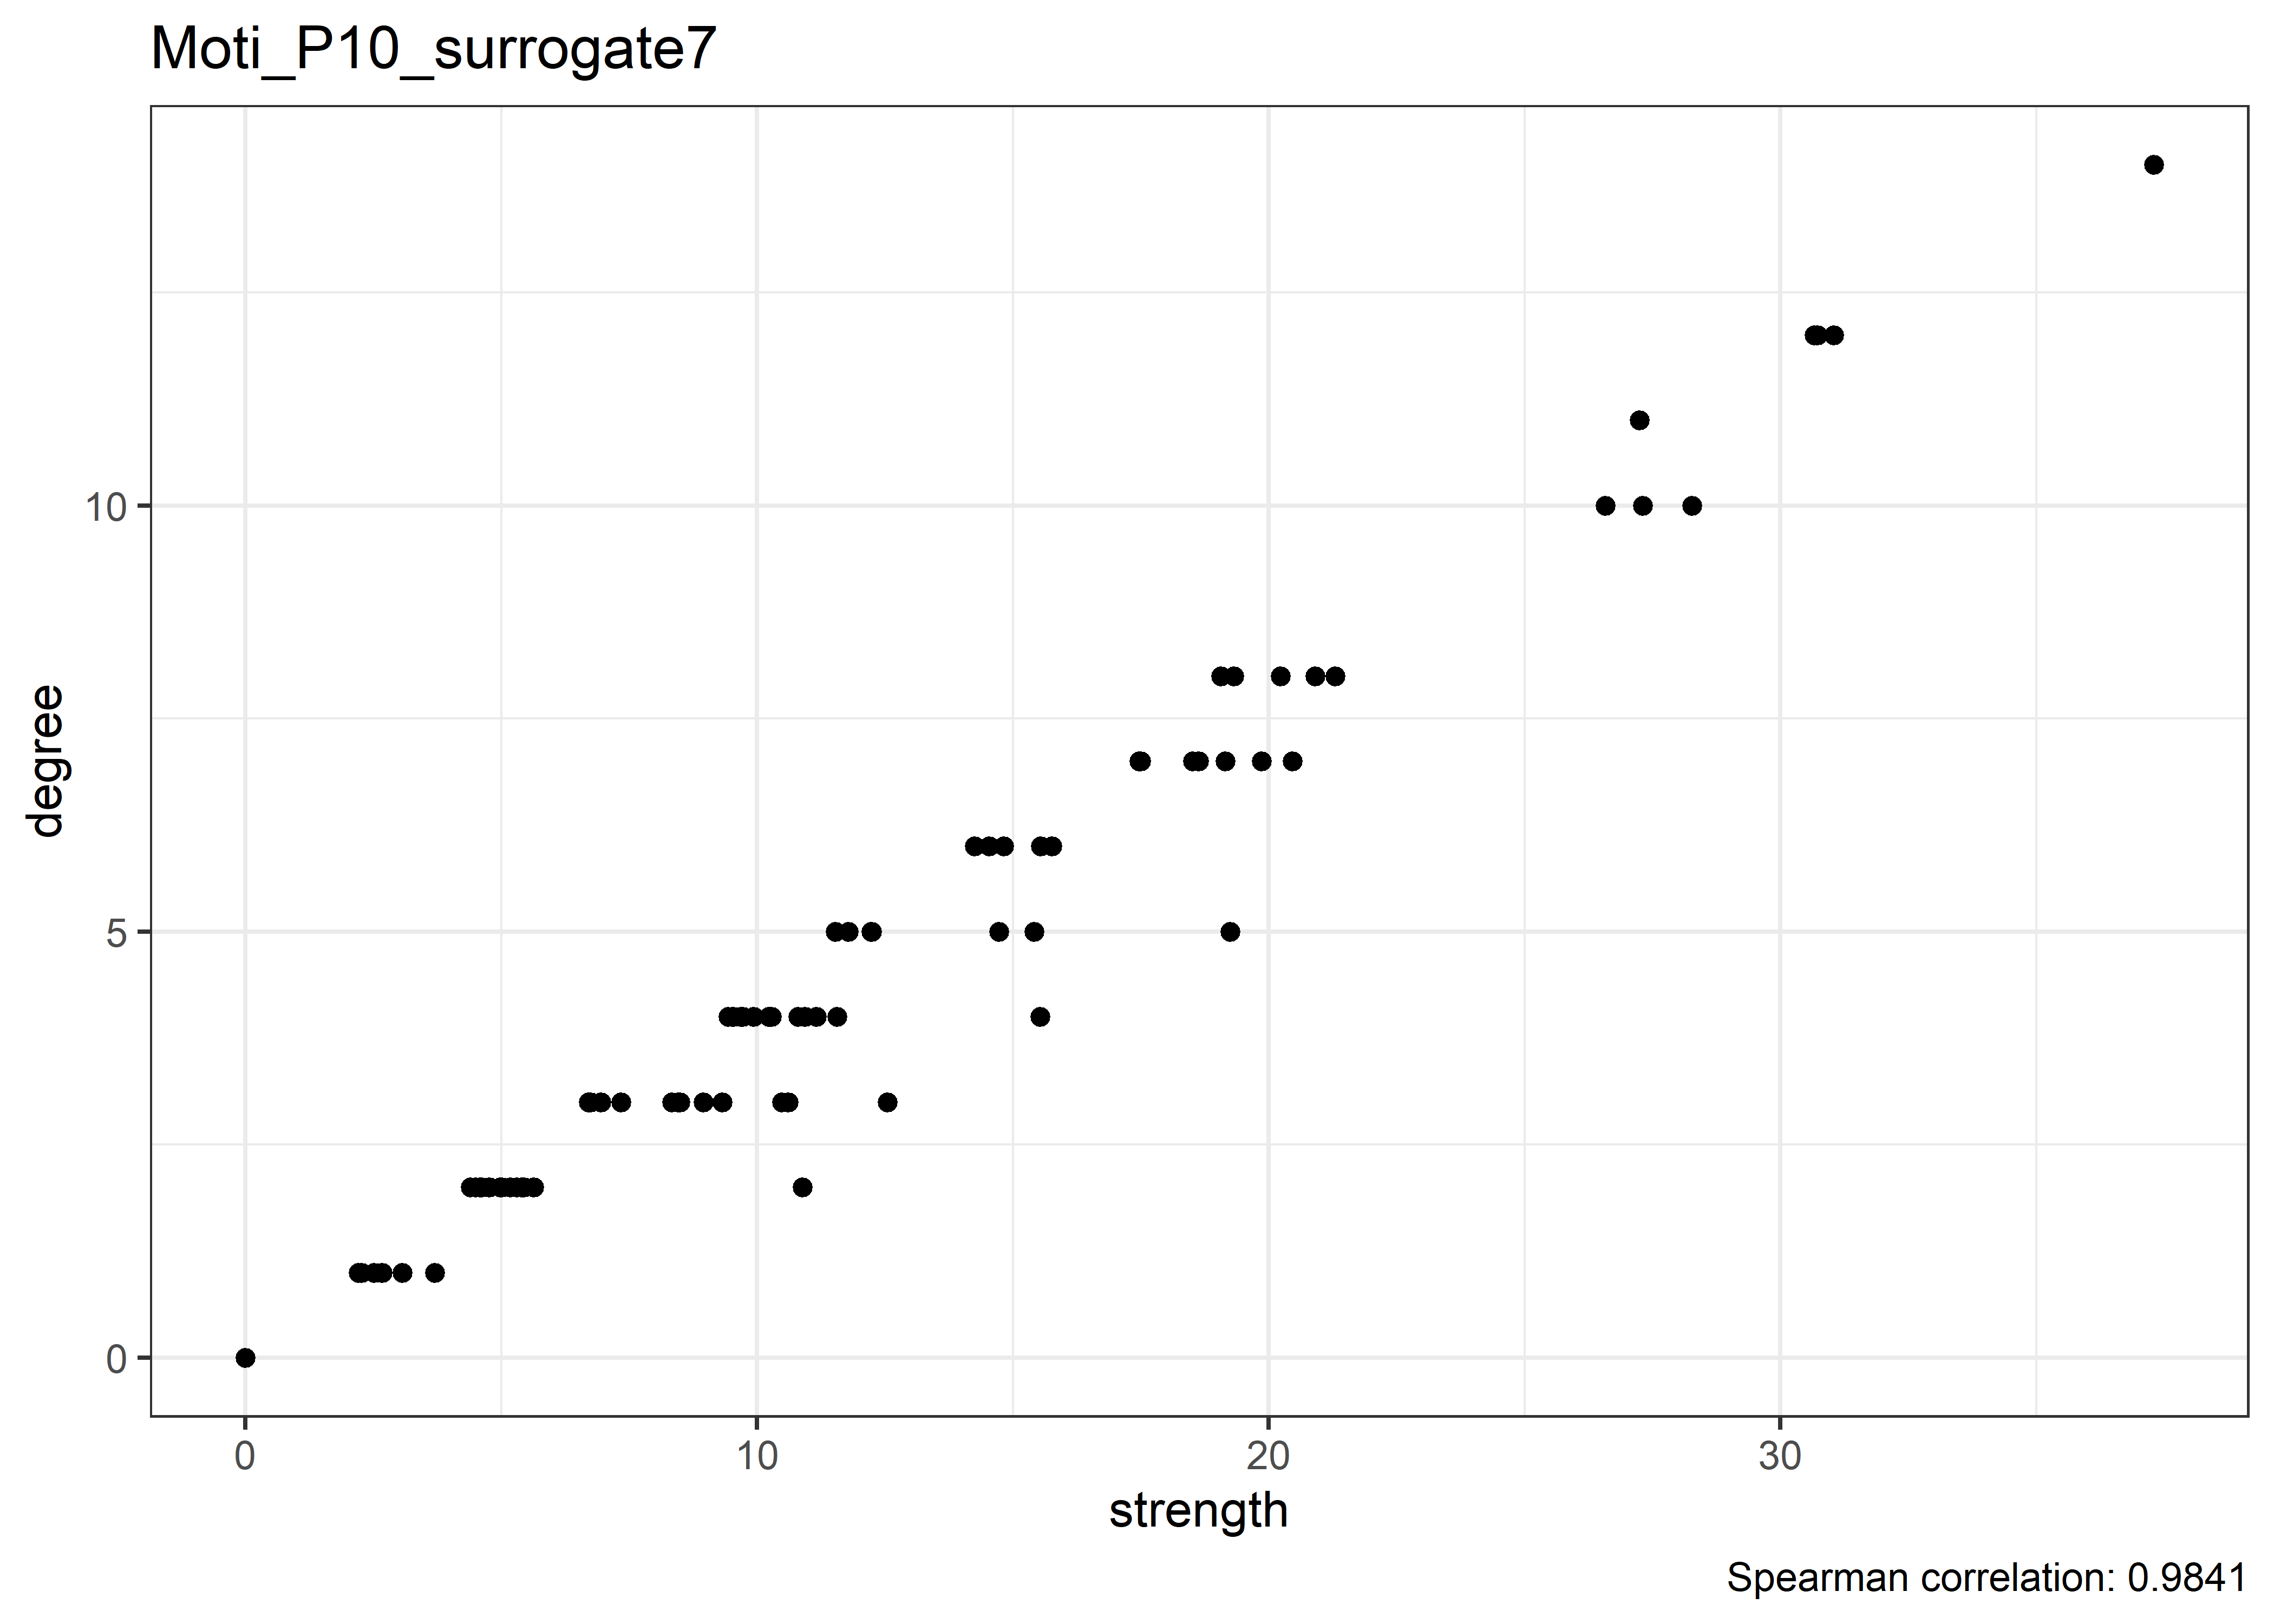 Moti_P10_surrogate7
degree
10
5
0
0 10 20 30
strength
Spearman correlation: 0.9841